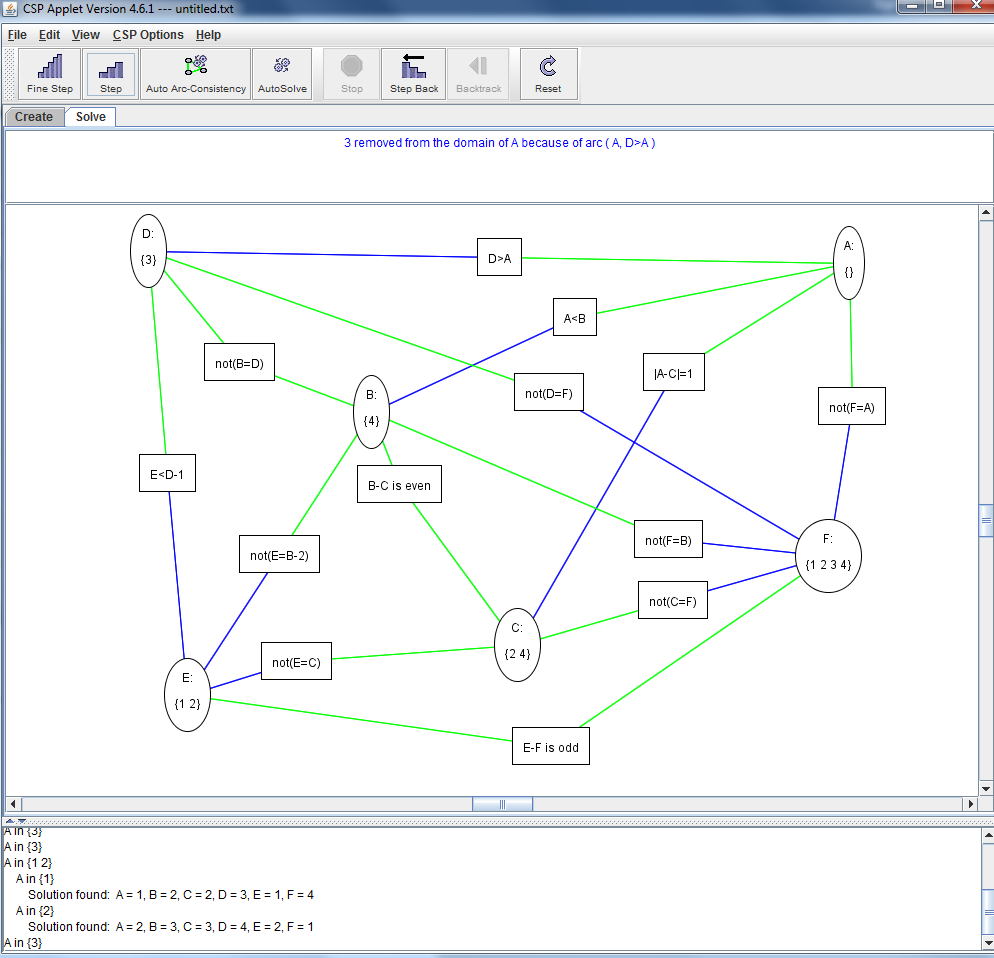 CSP Applet Version 4.6.1 --- untitled.txt
File Edit View CSP Options Help
Fine Step Step Auto Arc-Consistency AutoSolve Stop Step Back Backtrack Reset
Create Solve
3 removed from the domain of A because of arc ( A, D>A )
D:
{3}
D>A
A:
{}
A<B
not(B=D)
|A-C|=1
not(D=F)
B:
{4}
not(F=A)
E<D-1
B-C is even
not(F=B)
F:
{1 2 3 4}
not(E=B-2)
not(C=F)
C:
{2 4}
not(E=C)
E:
{1 2}
E-F is odd
A in {3}
A in {3}
A in {1 2}
A in {1}
Solution found: A = 1, B = 2, C = 2, D = 3, E = 1, F = 4
A in {2}
Solution found: A = 2, B = 3, C = 3, D = 4, E = 2, F = 1
A in {3}